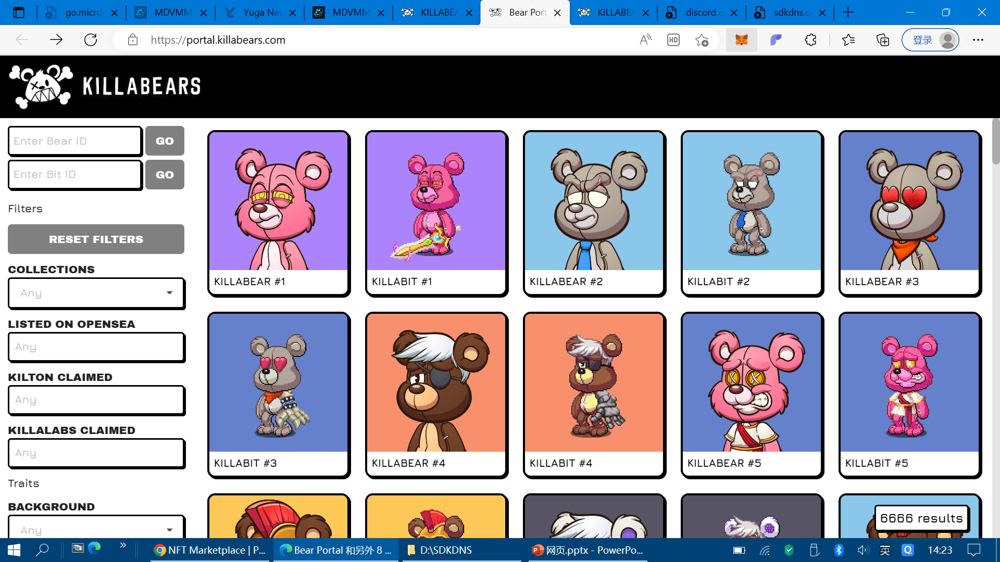 go.micros
MDVMM
Yuga Nev
MDVMM
KILLABEA
Bear Port
KILLABEA
discord.c
sdkdns.c
https://portal.killabears.com
HD
登录
KILLABEARS
Enter Bear ID
GO
Enter Bit ID
GO
Filters
RESET FILTERS
COLLECTIONS
Any
LISTED ON OPENSEA
Any
KILTON CLAIMED
Any
KILLALABS CLAIMED
Any
Traits
BACKGROUND
Any
KILLABEAR #1
KILLABIT #1
KILLABEAR #2
KILLABIT #2
KILLABEAR #3
KILLABIT #3
KILLABEAR #4
KILLABIT #4
KILLABEAR #5
KILLABIT #5
6666 results
NFT Marketplace | P...
Bear Portal 和另外 8 ...
D:\SDKDNS
网页.pptx - PowerPo...
英
14:23